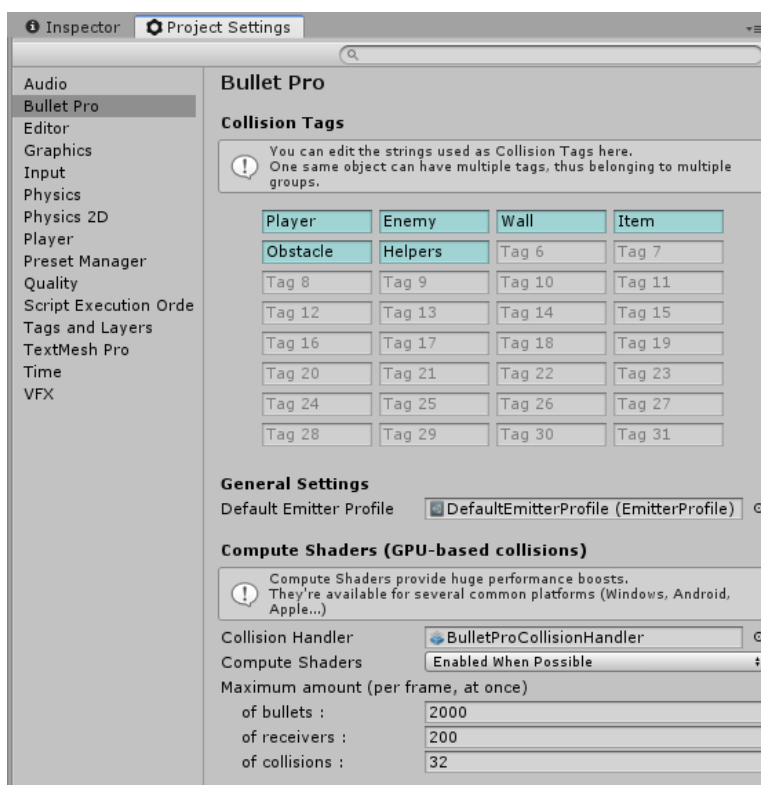 Inspector
Project Settings
Audio
Bullet Pro
Editor
Graphics
Input
Physics
Physics 2D
Player
Preset Manager
Quality
Script Execution Orde
Tags and Layers
TextMesh Pro
Time
VFX
Bullet Pro
Collision Tags
You can edit the strings used as Collision Tags here.
One same object can have multiple tags, thus belonging to multiple
groups.
Player Enemy Wall Item
Obstacle Helpers Tag 6 Tag 7
Tag 8 Tag 9 Tag 10 Tag 11
Tag 12 Tag 13 Tag 14 Tag 15
Tag 16 Tag 17 Tag 18 Tag 19
Tag 20 Tag 21 Tag 22 Tag 23
Tag 24 Tag 25 Tag 26 Tag 27
Tag 28 Tag 29 Tag 30 Tag 31
General Settings
Default Emitter Profile DefaultEmitterProfile (EmitterProfile)
Compute Shaders (GPU-based collisions)
Compute Shaders provide huge performance boosts.
They're available for several common platforms (Windows, Android,
Apple...)
Collision Handler BulletProCollisionHandler
Compute Shaders Enabled When Possible
Maximum amount (per frame, at once)
of bullets : 2000
of receivers : 200
of collisions : 32